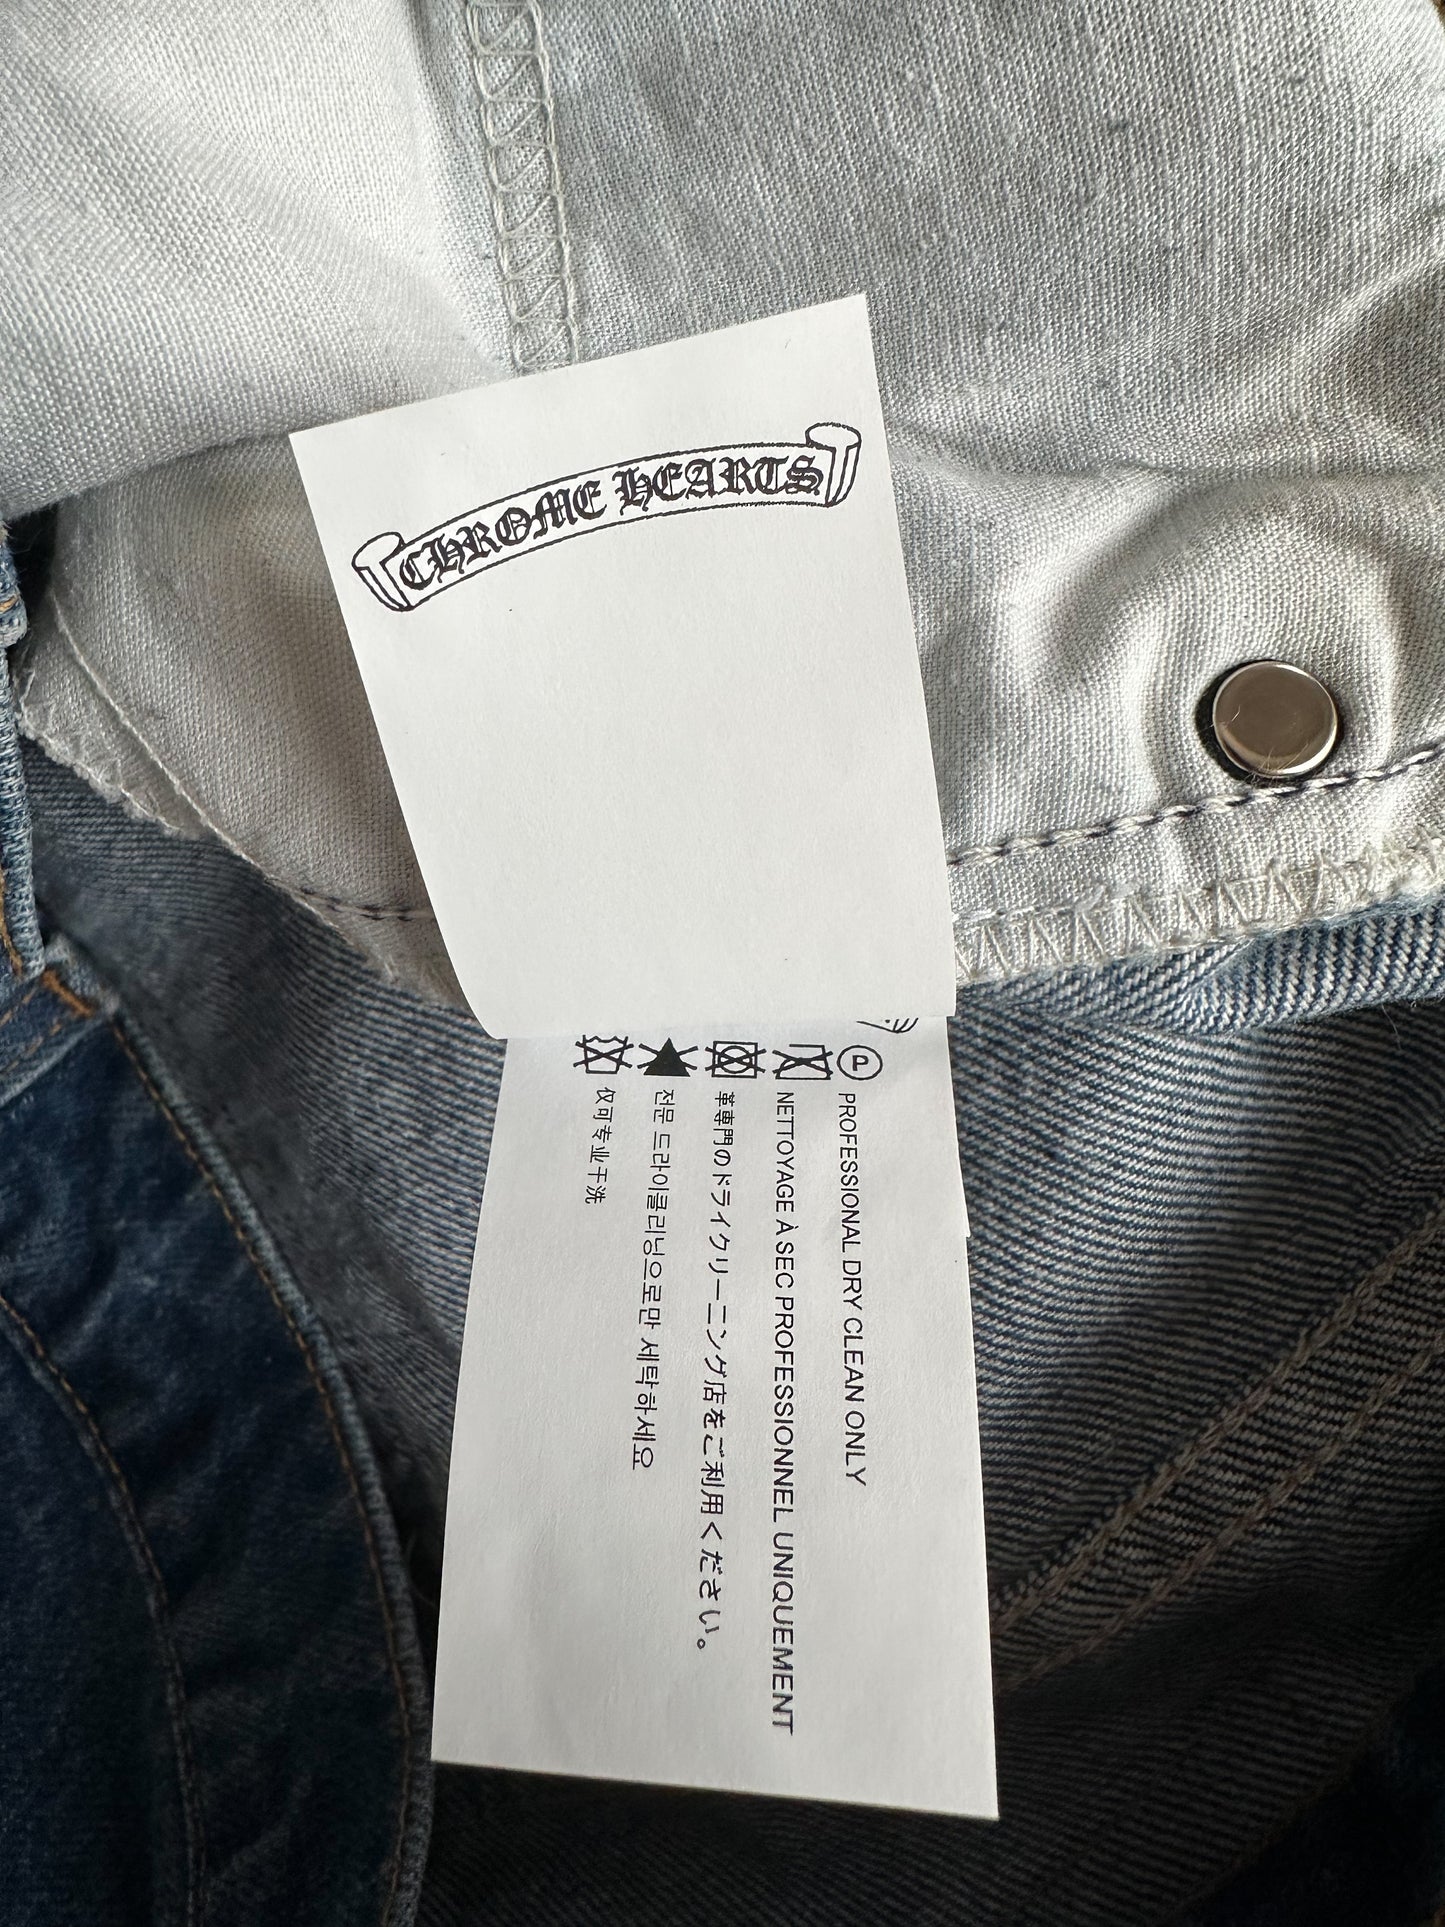 CHROME HEARTS
P
PROFESSIONAL DRY CLEAN ONLY
NETTOYAGE À SEC PROFESSIONNEL UNIQUEMENT
革専門のドライクリーニング店をご利用ください。
전문 드라이클리닝으로만 세탁하세요
仅可专业干洗